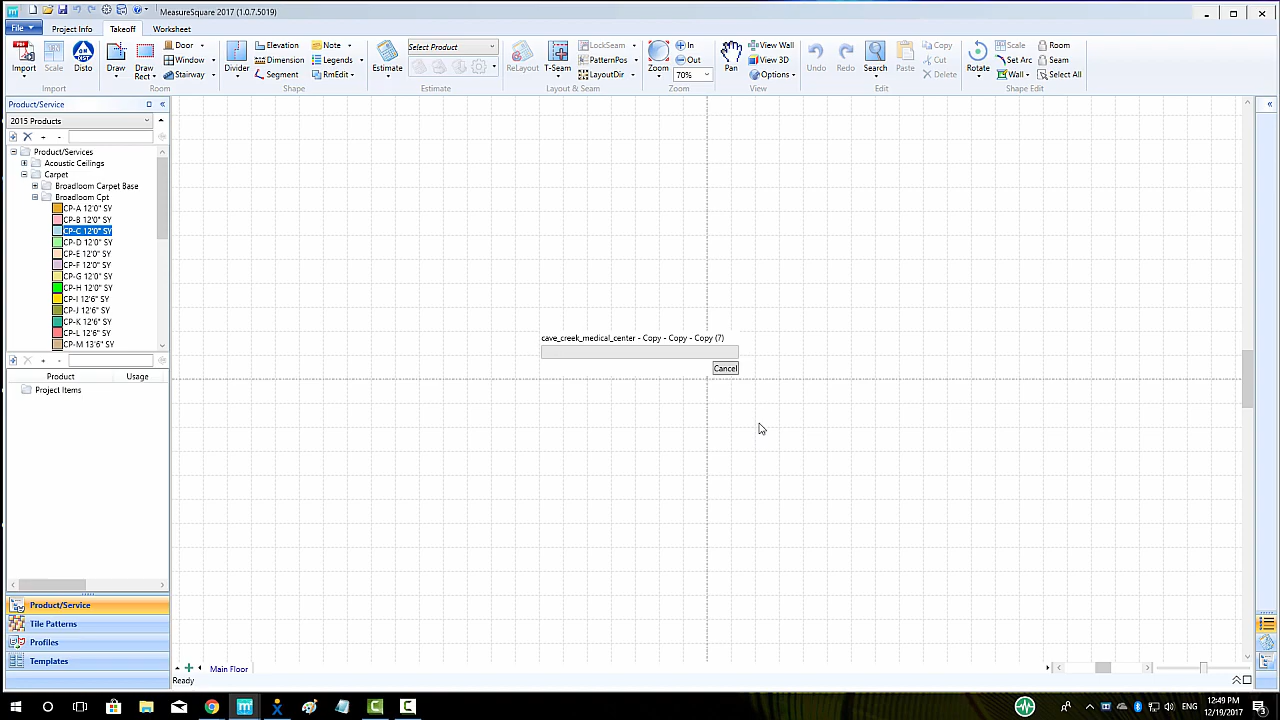 MeasureSquare 2017 (1.0.7.5019)
File Project Info Takeoff Worksheet
Import Scale Disto
Import
Draw Draw Rect
Door
Window
Stairway
Room
Divider
Elevation
Dimens
Segment
Note
Legends
RmEdit
Shape
Estimate
Select Product
Estimate
ReLayout T-Seam
LockSeam
PatternPos
LayoutDir
Layout & Seam
Zoom
In
Out
70%
Zoom
Pan
View Wall
View 3D
Options
View
Undo Redo Search Paste
Copy
Cut
Delete
Edit
Rotate
Scale
Set Arc
Wall
Room
Seam
Select All
Shape Edit
Product/Service
2015 Products
+ -
Product/Services
Acoustic Ceilings
Carpet
Broadloom Carpet Base
Broadloom Cpt
CP-A 12'0" SY
CP-B 12'0" SY
CP-C 12'0" SY
CP-D 12'0" SY
CP-E 12'0" SY
CP-F 12'0" SY
CP-G 12'0" SY
CP-H 12'0" SY
CP-I 12'6" SY
CP-J 12'6" SY
CP-K 12'6" SY
CP-L 12'6" SY
CP-M 13'6" SY
+ -
Product Usage
Project Items
cave_creek_medical_center - Copy - Copy - Copy (7)
Cancel
Product/Service
Tile Patterns
Profiles
Templates
Main Floor
Ready
ENG
12:49 PM
12/19/2017